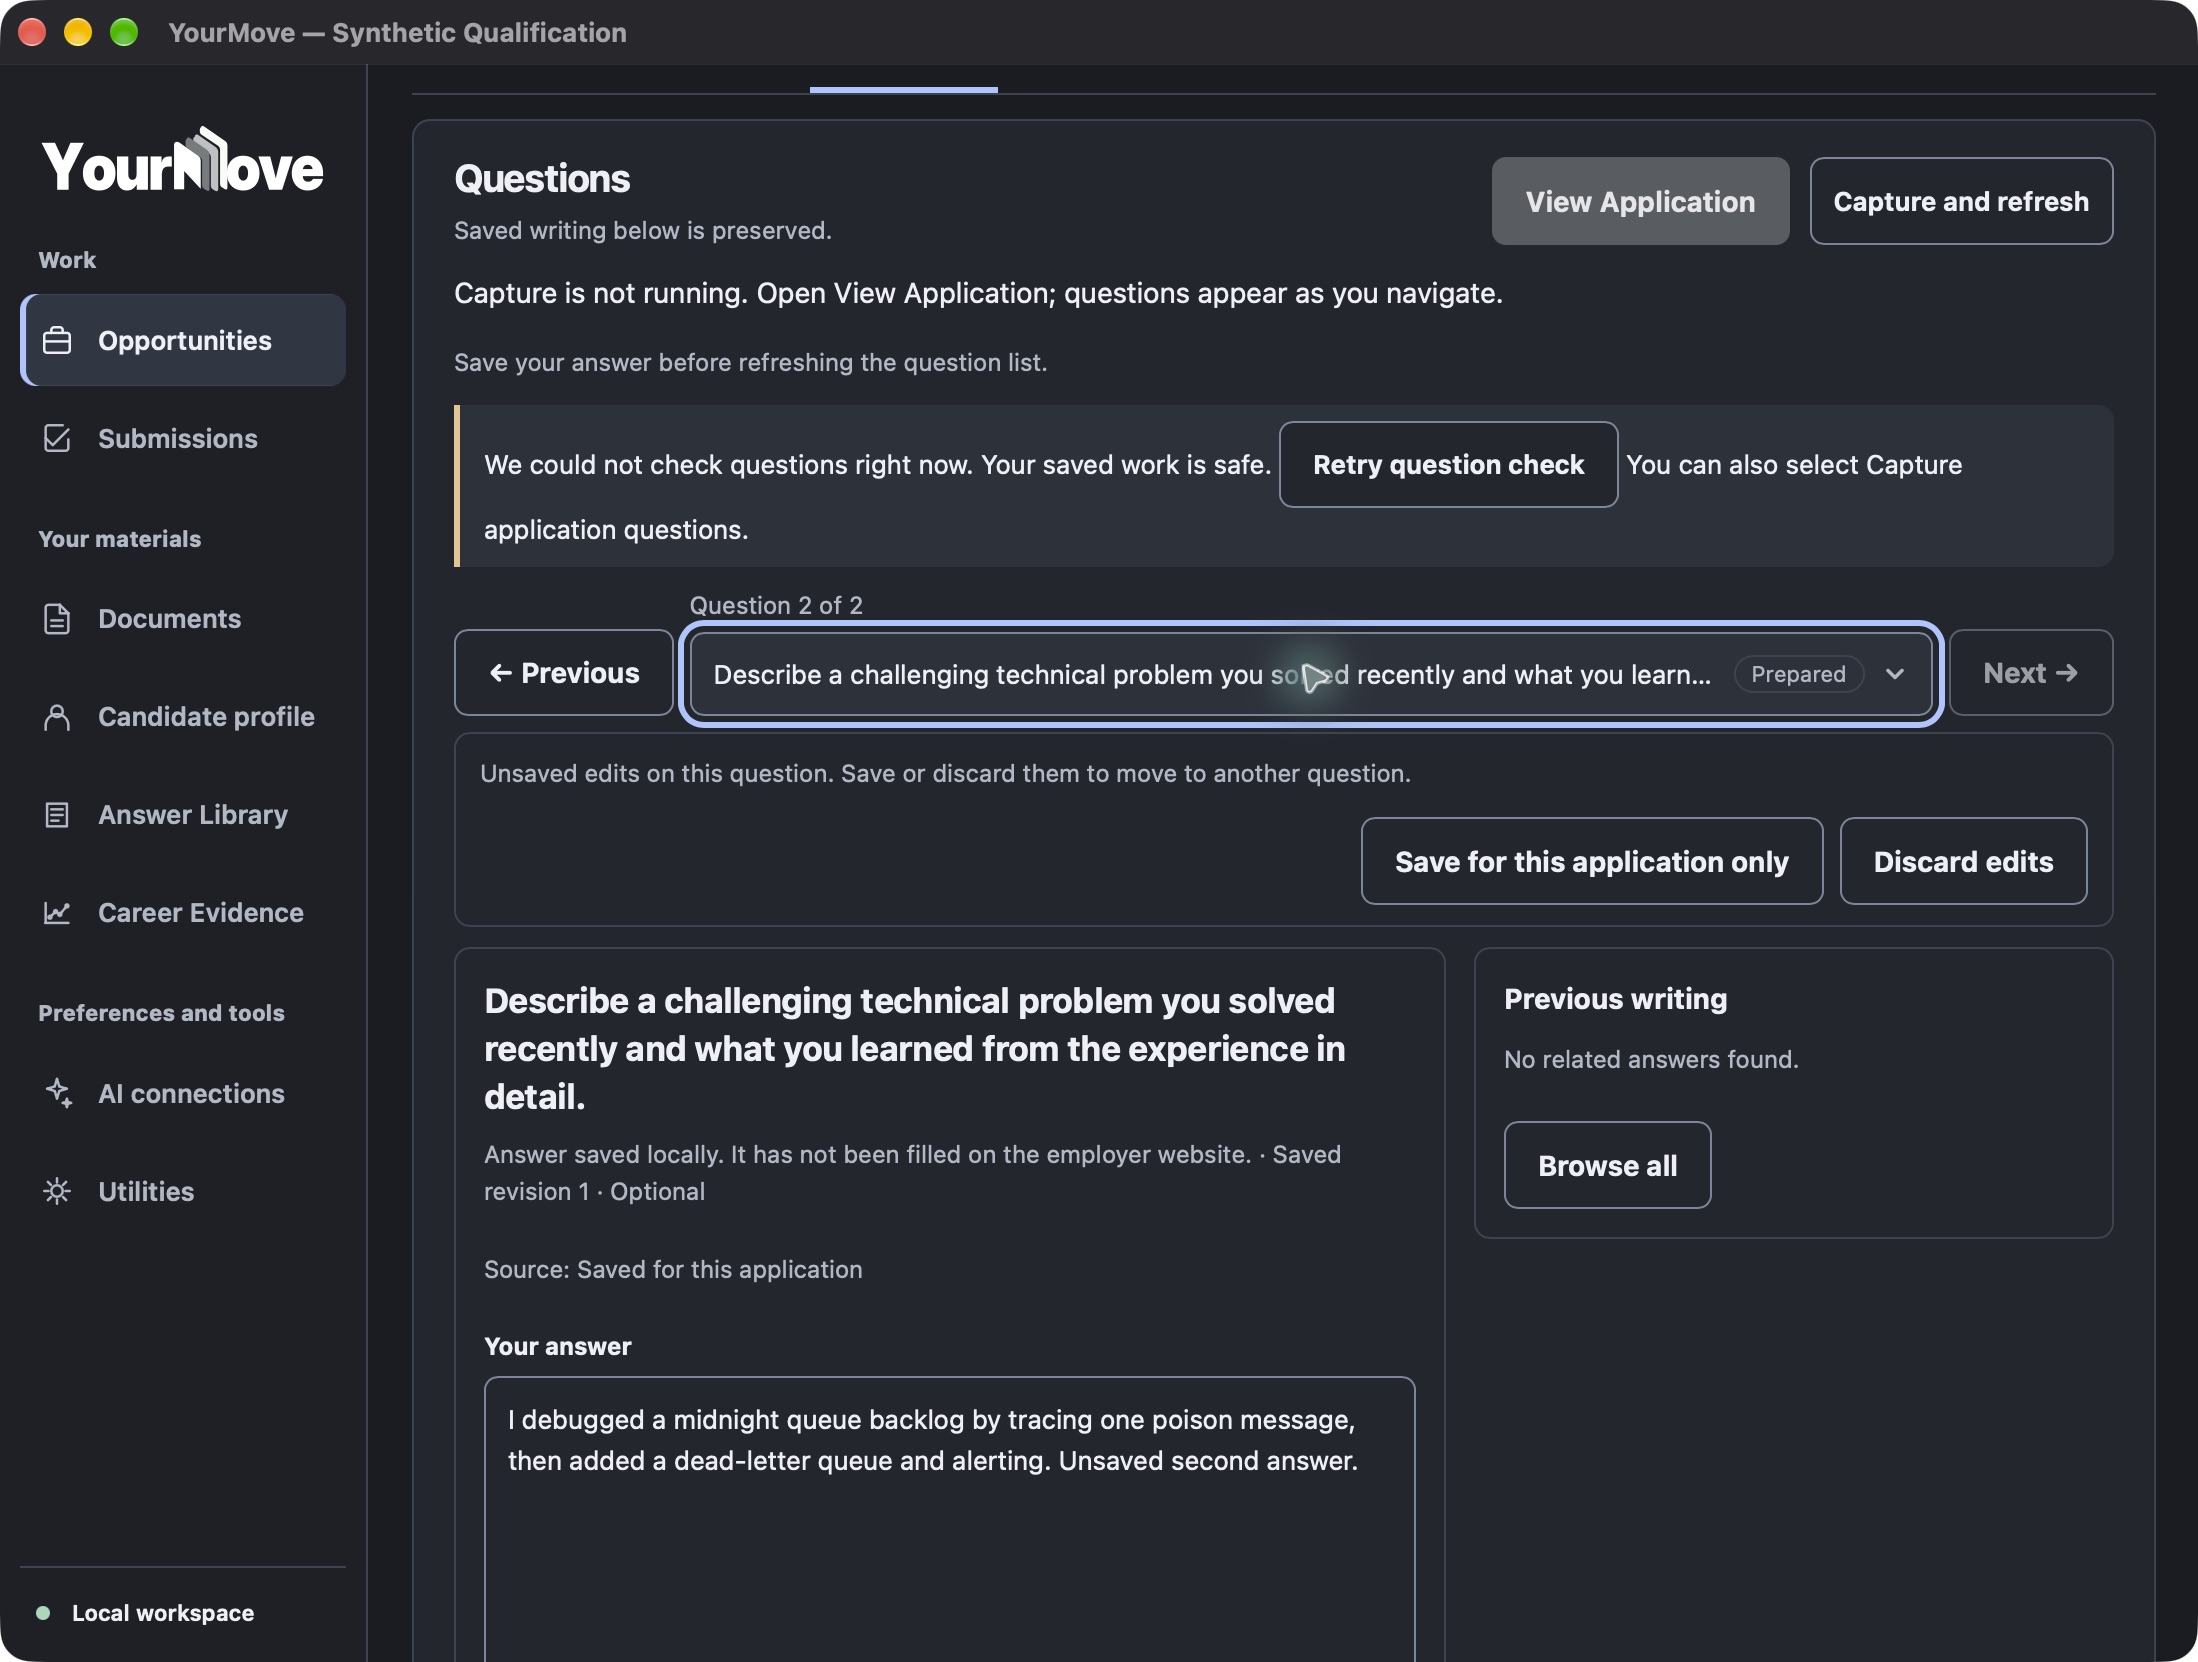 YourMove — Synthetic Qualification
YourMove
Work
Opportunities
Submissions
Your materials
Documents
Candidate profile
Answer Library
Career Evidence
Preferences and tools
AI connections
Utilities
Local workspace
Questions
Saved writing below is preserved.
View Application
Capture and refresh
Capture is not running. Open View Application; questions appear as you navigate.
Save your answer before refreshing the question list.
We could not check questions right now. Your saved work is safe. Retry question check You can also select Capture
application questions.
Question 2 of 2
← Previous
Describe a challenging technical problem you solved recently and what you learn... Prepared
Next →
Unsaved edits on this question. Save or discard them to move to another question.
Save for this application only
Discard edits
Describe a challenging technical problem you solved
recently and what you learned from the experience in
detail.
Answer saved locally. It has not been filled on the employer website. · Saved
revision 1 · Optional
Source: Saved for this application
Your answer
I debugged a midnight queue backlog by tracing one poison message,
then added a dead-letter queue and alerting. Unsaved second answer.
Previous writing
No related answers found.
Browse all